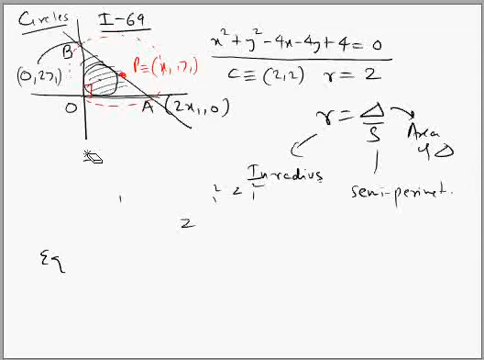 Circles I-69
x² + y² - 4x - 4y + 4 = 0
B
P≡(x₁, y₁)
C ≡ (2,2) r = 2
(0, 2y₁)
O A (2x₁, 0)
r = Δ/S
Area of Δ
Inradius
semi-perimet.
2
Eq